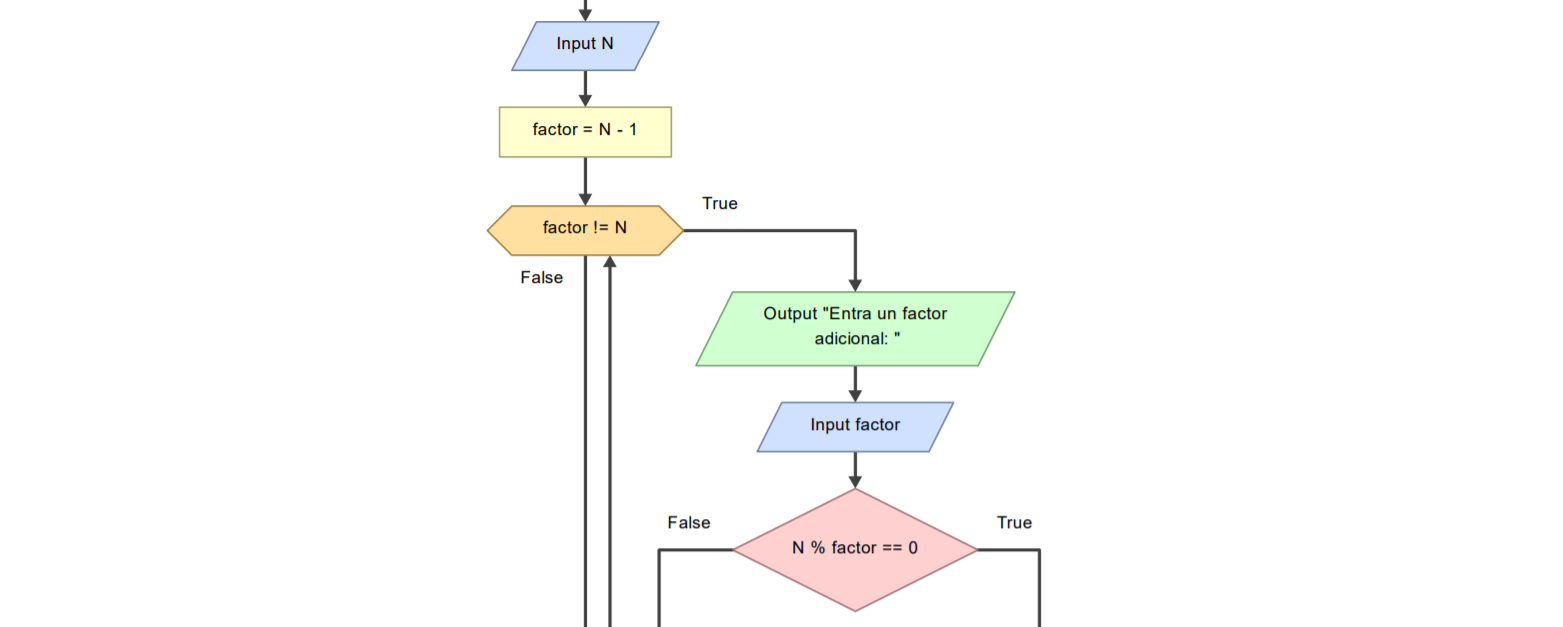 Input N
factor = N - 1
True
factor != N
False
Output "Entra un factor
adicional: "
Input factor
False
True
N % factor == 0